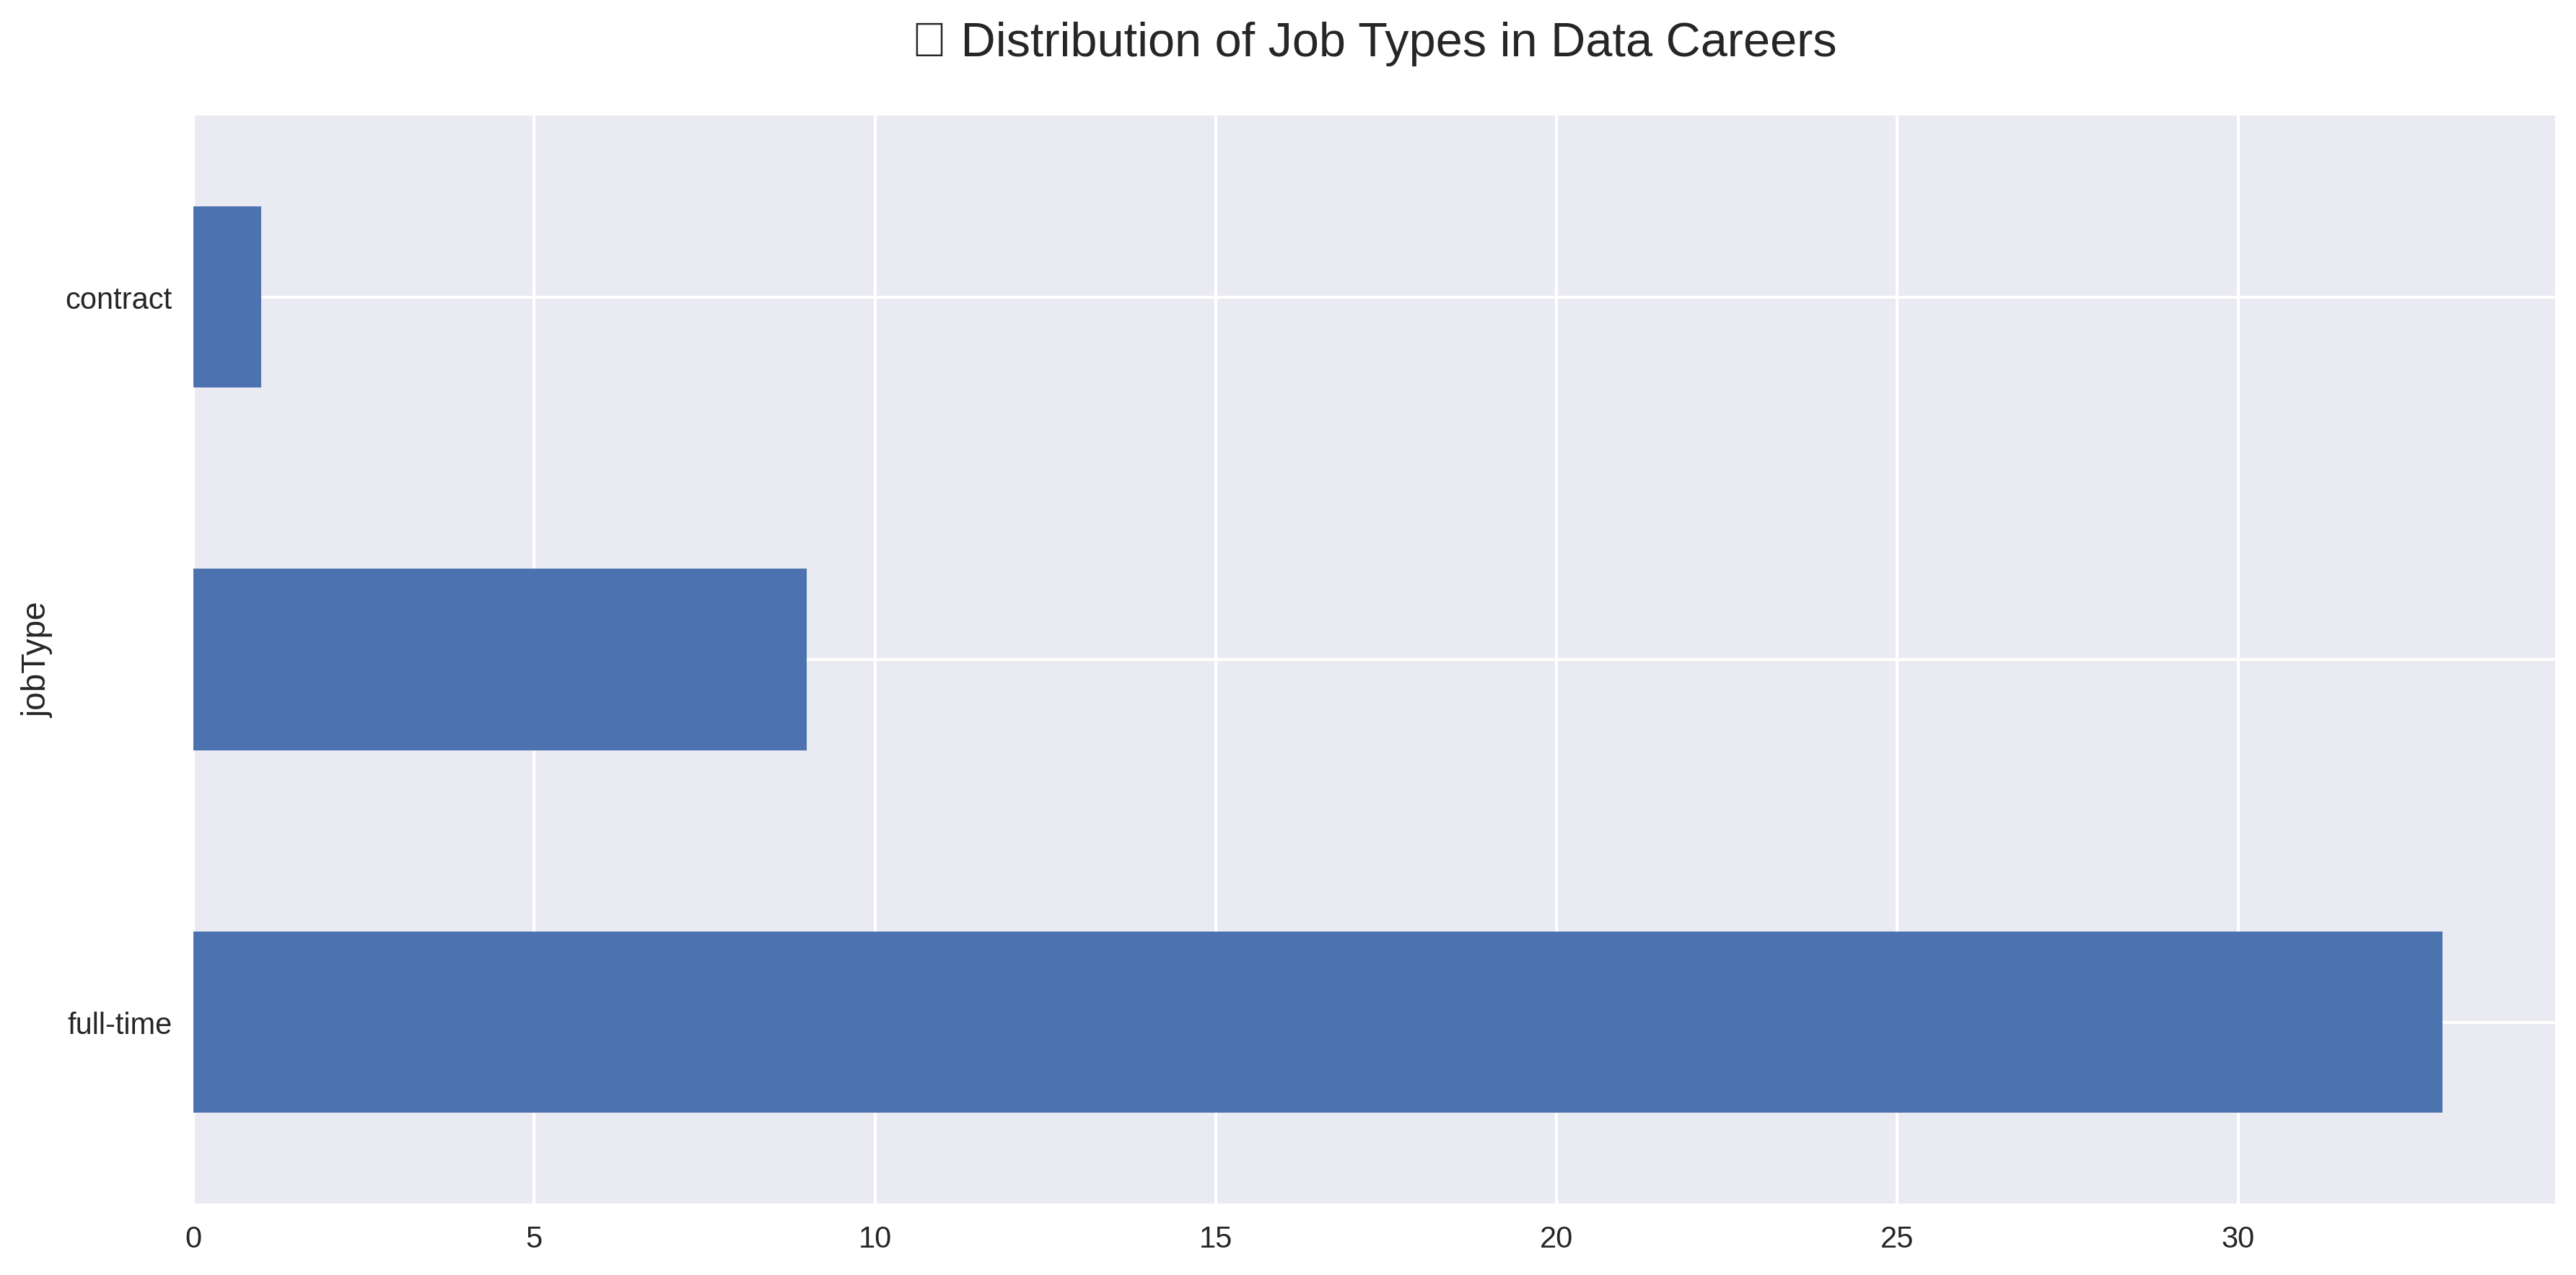 ▯ Distribution of Job Types in Data Careers
contract
jobType
full-time
0 5 10 15 20 25 30